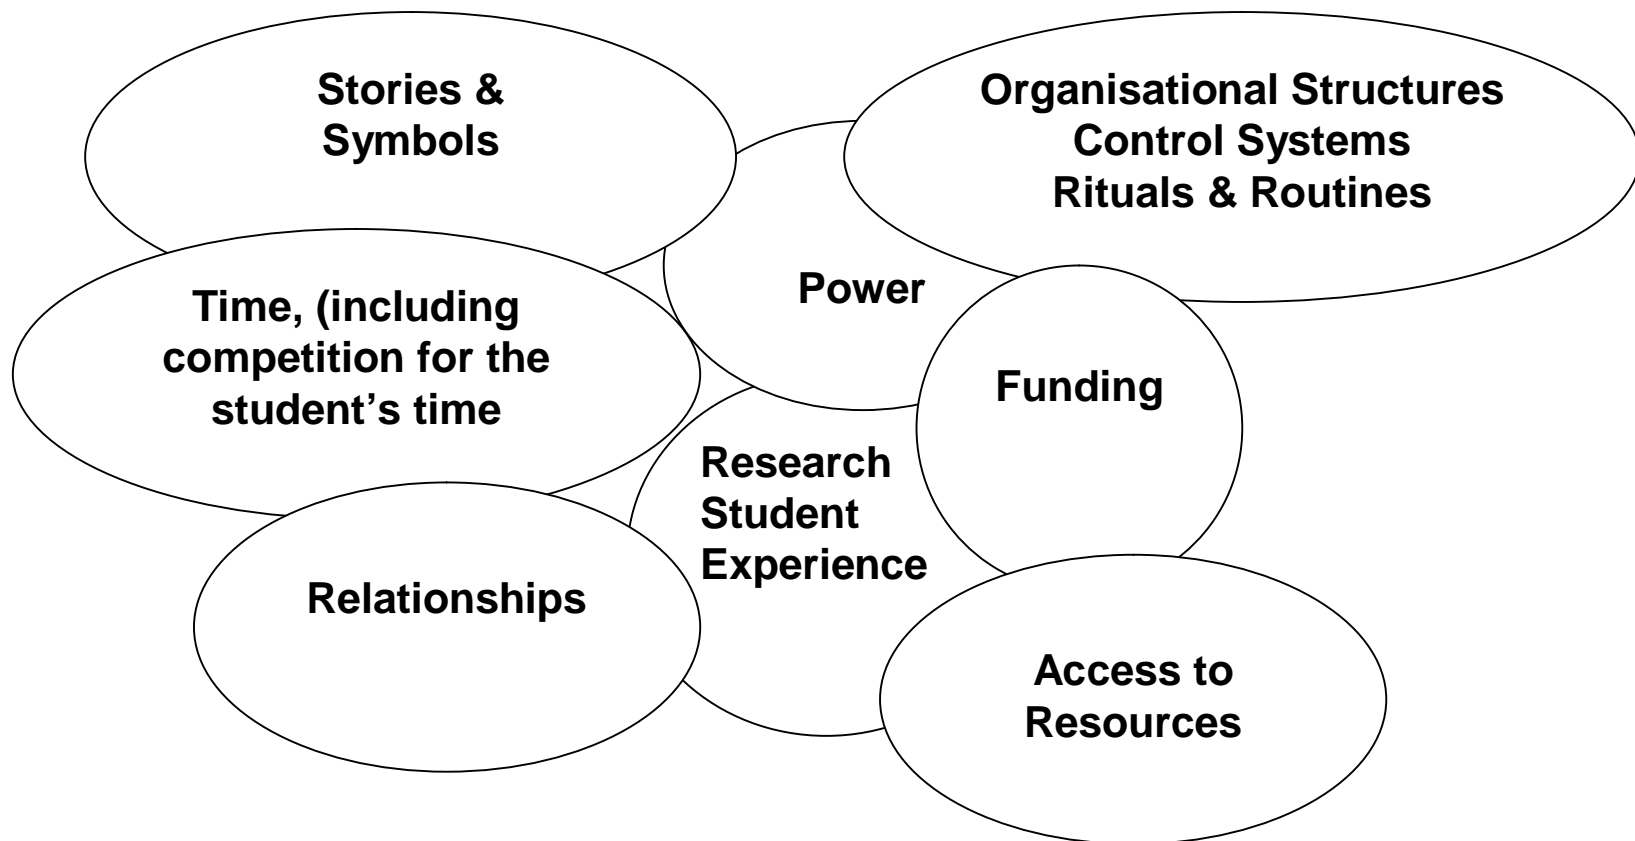 Stories &
Symbols
Organisational Structures
Control Systems
Rituals & Routines
Power
Time, (including
competition for the
student’s time
Funding
Research
Student
Experience
Relationships
Access to
Resources